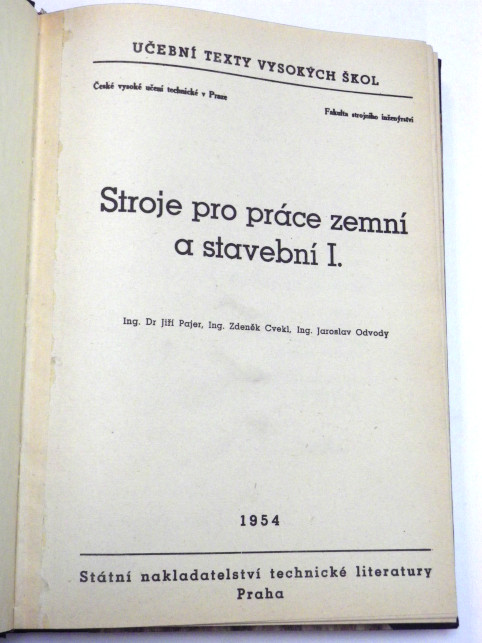 UČEBNÍ TEXTY VYSOKÝCH ŠKOL
České vysoké učení technické v Praze
Fakulta strojního inženýrství
Stroje pro práce zemní
a stavební I.
Ing. Dr Jiří Pajer, Ing. Zdeněk Cvekl, Ing. Jaroslav Odvody
1954
Státní nakladatelství technické literatury
Praha